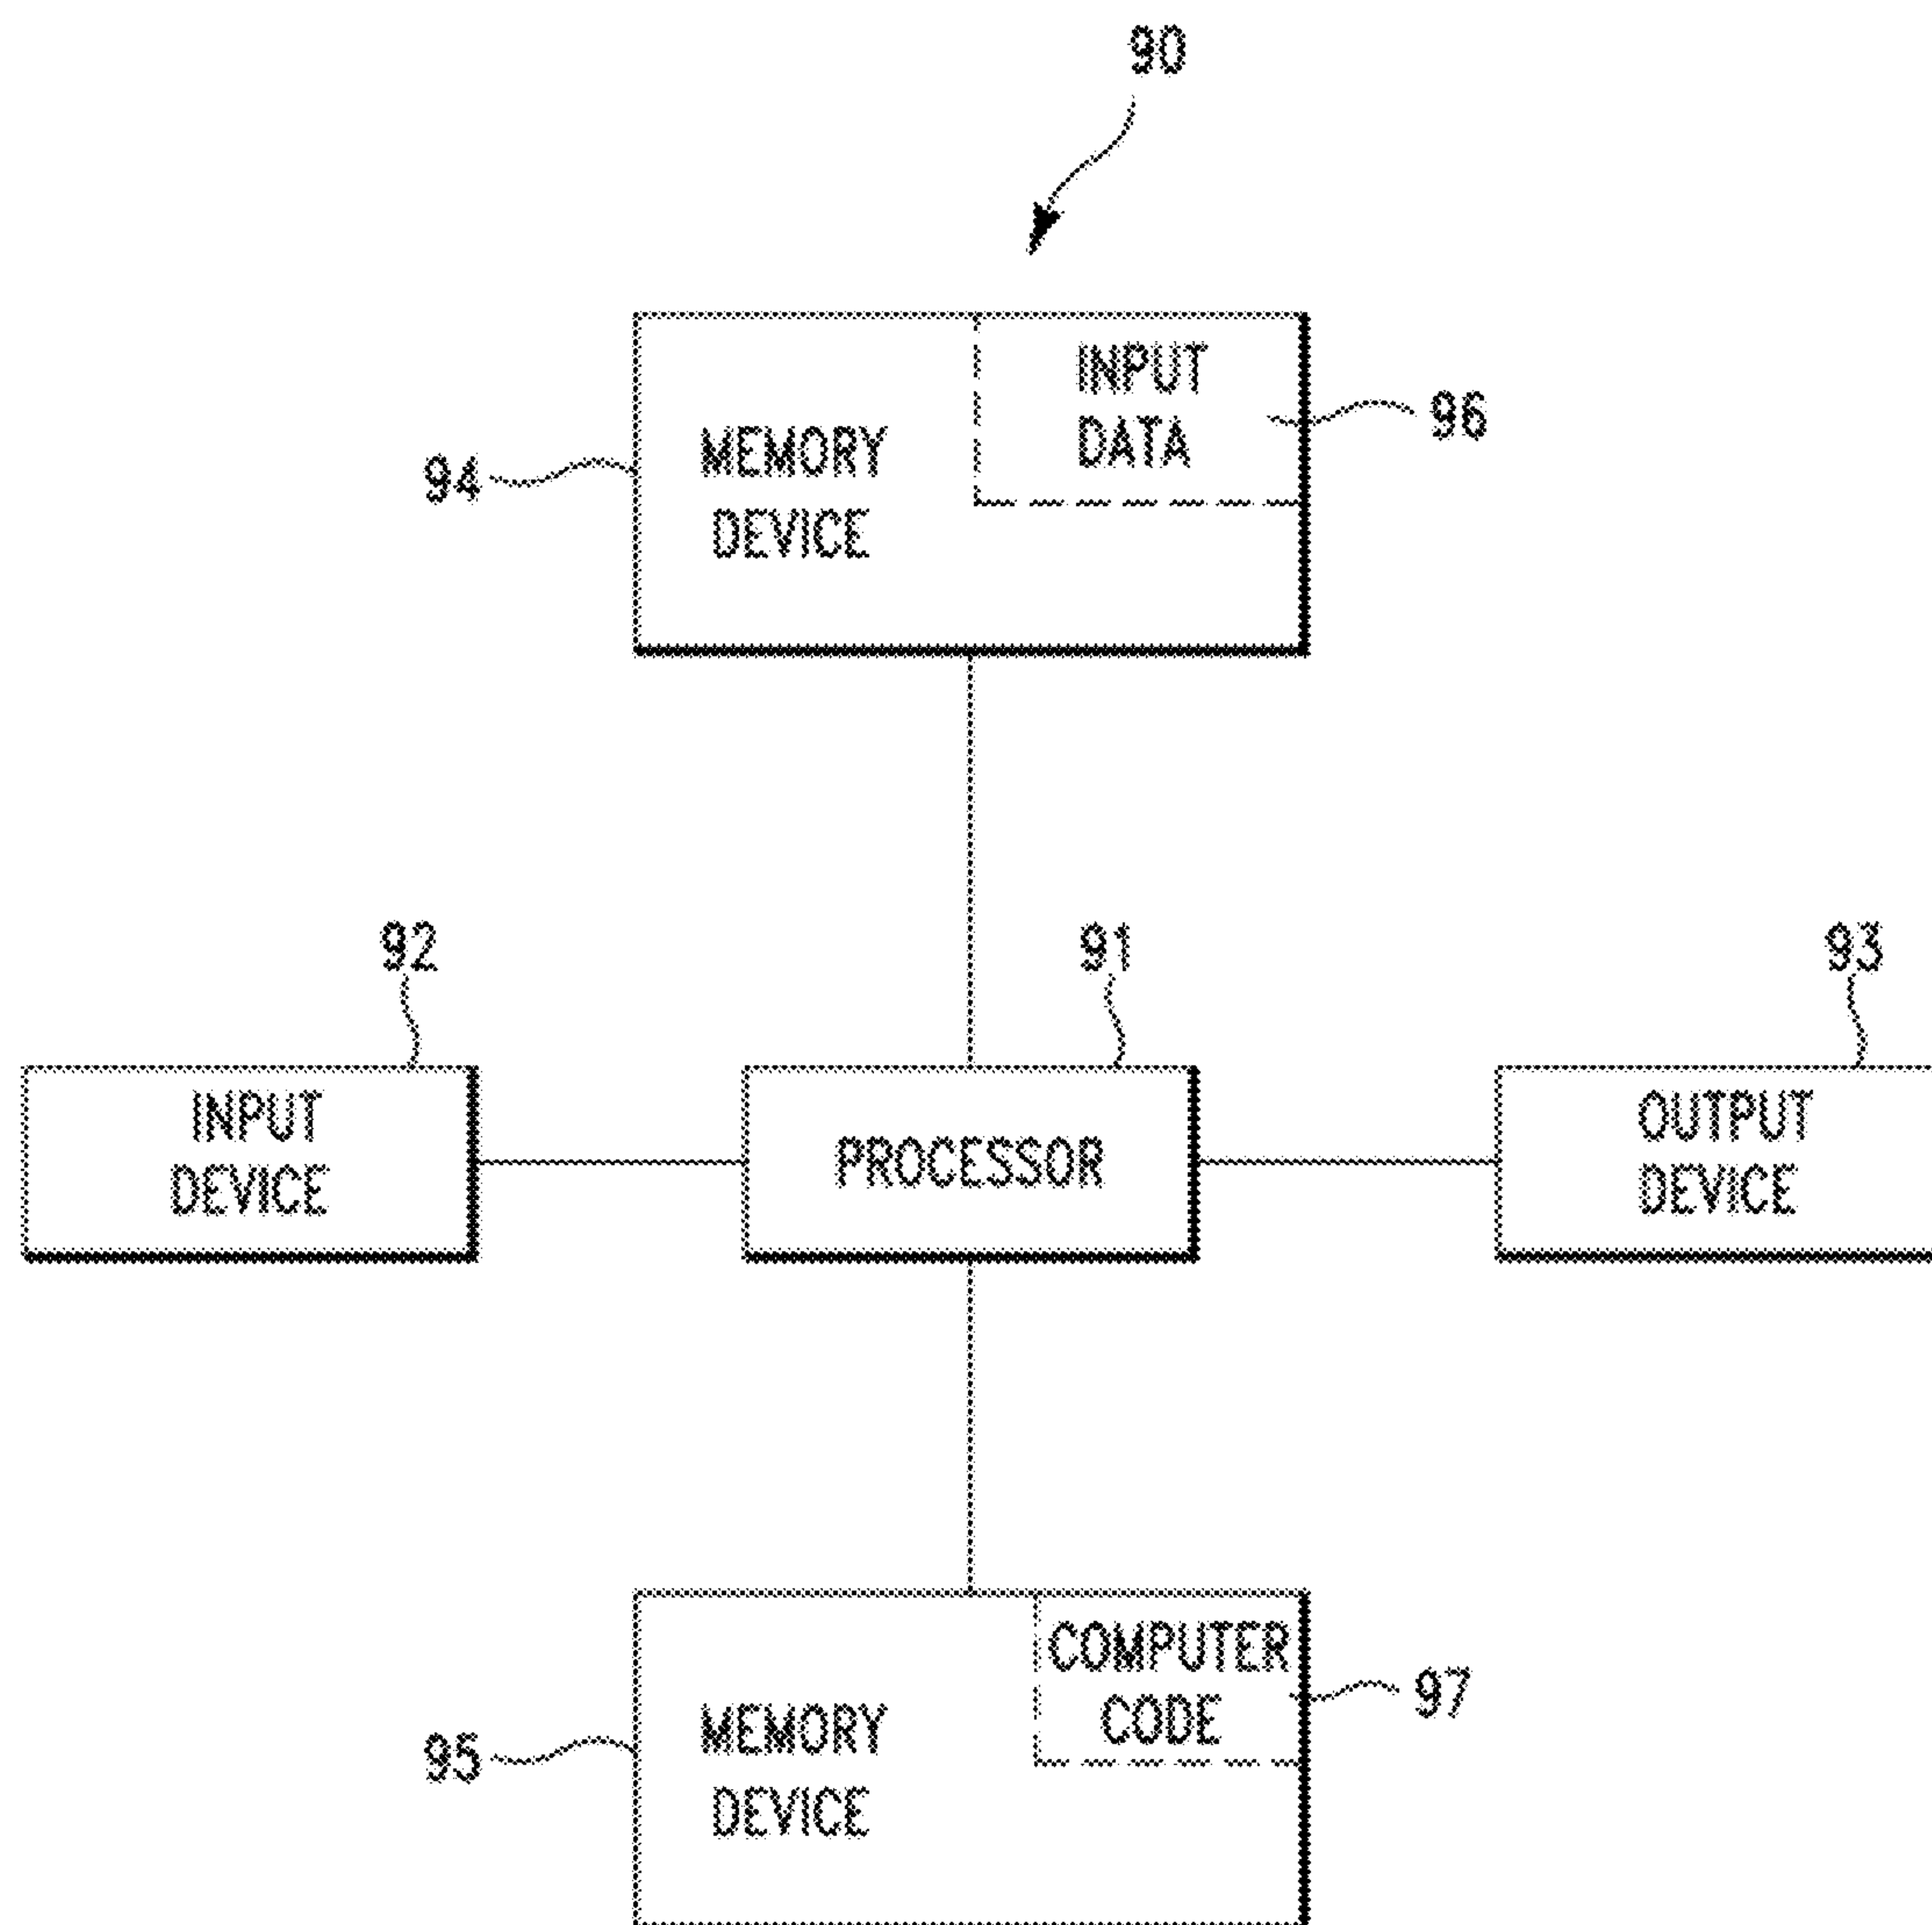 90
INPUT
DATA
96
MEMORY
DEVICE
94
92
91
93
INPUT
DEVICE
PROCESSOR
OUTPUT
DEVICE
COMPUTER
CODE
97
MEMORY
DEVICE
95